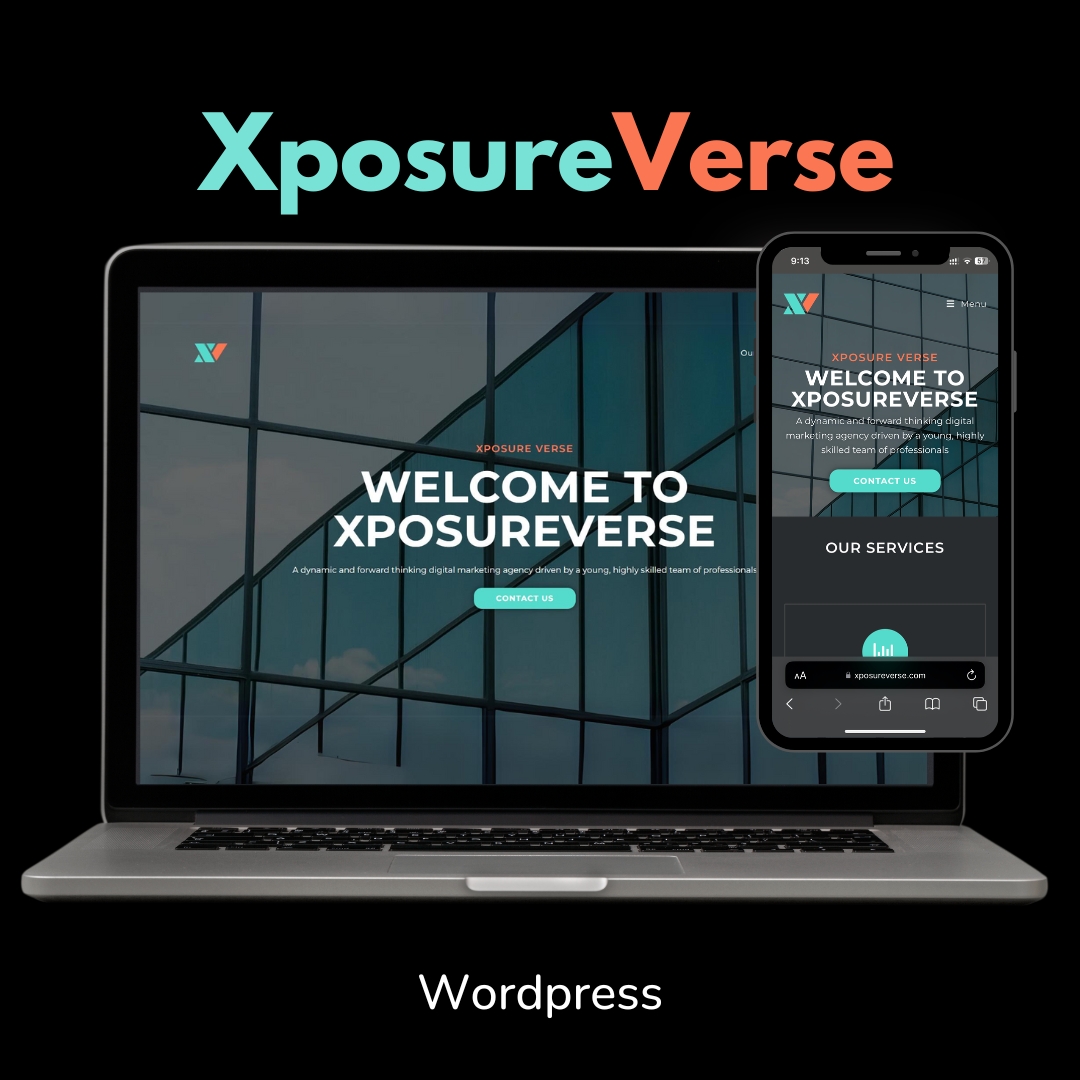 XposureVerse
Ou
XPOSURE VERSE
WELCOME TO
XPOSUREVERSE
A dynamic and forward thinking digital marketing agency driven by a young, highly skilled team of professionals
CONTACT US
9:13
67
Menu
XPOSURE VERSE
WELCOME TO
XPOSUREVERSE
A dynamic and forward thinking digital
marketing agency driven by a young, highly
skilled team of professionals
CONTACT US
OUR SERVICES
AA
xposureverse.com
Wordpress